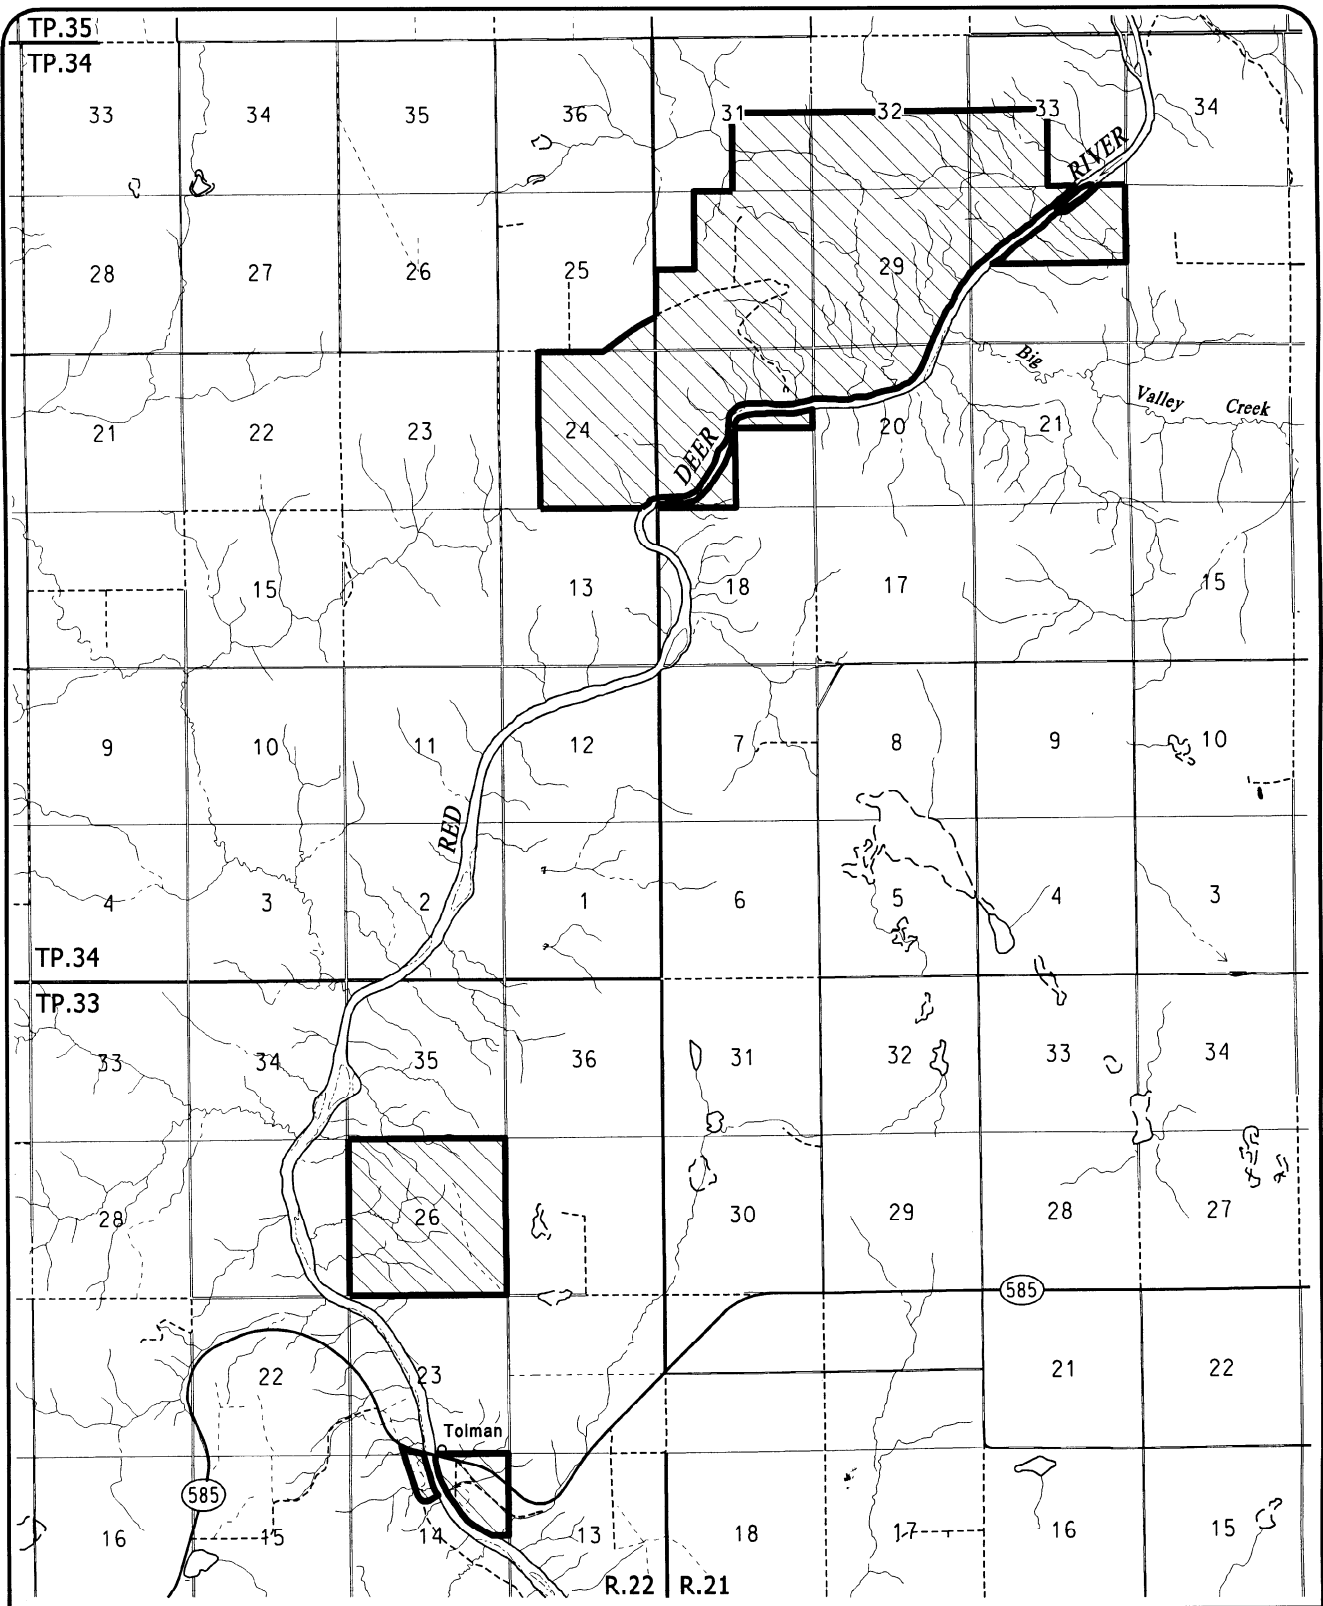 TP.35
TP.34
33 34 35 36 31 32 33 34
RIVER
28 27 26 25 29
Big
Valley Creek
21 22 23 24 20 21
DEER
15 13 18 17 15
9 10 11 12 7 8 9 10
RED
4 3 2 1 6 5 4 3
TP.34
TP.33
33 34 35 36 31 32 33 34
28 26 30 29 28 27
585
22 23 21 22
Tolman
585
16 15 14 13 18 17 16 15
R.22 R.21